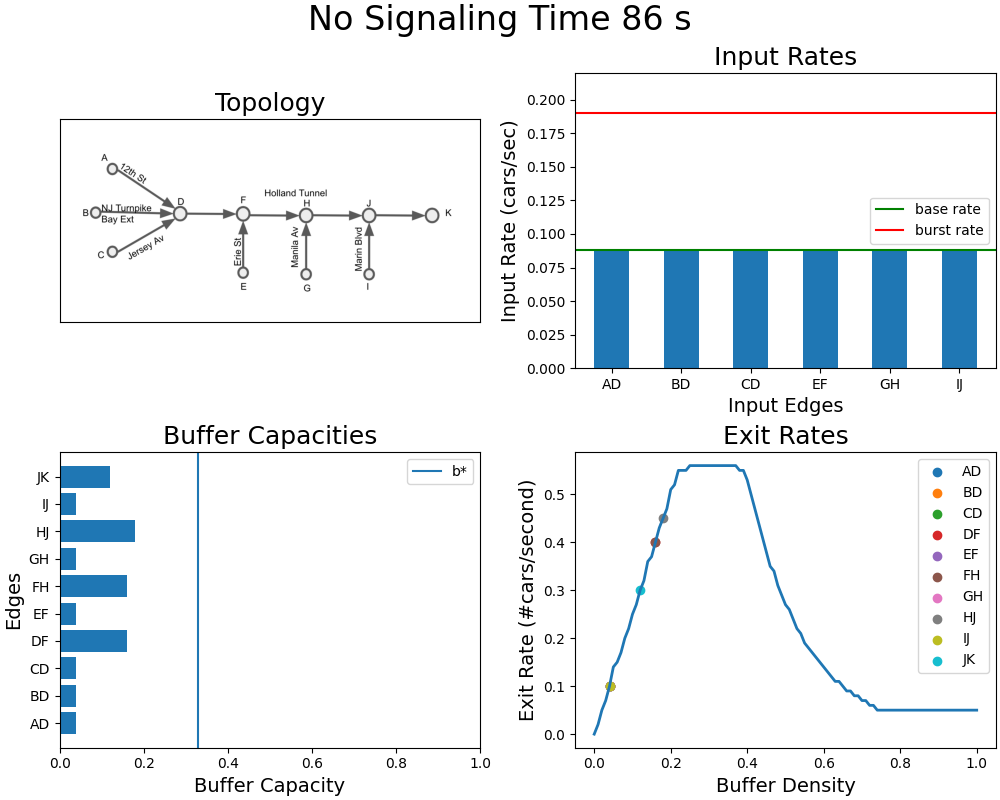 No Signaling Time 86 s
Topology
A
12th St
B
NJ Turnpike
Bay Ext
C
Jersey Av
D
F
Erie St
E
Holland Tunnel
H
Manila Av
G
J
Marin Blvd
I
K
Input Rates
Input Rate (cars/sec)
0.200
0.175
0.150
0.125
0.100
0.075
0.050
0.025
0.000
base rate
burst rate
AD BD CD EF GH IJ
Input Edges
Buffer Capacities
Edges
JK
IJ
HJ
GH
FH
EF
DF
CD
BD
AD
b*
0.0 0.2 0.4 0.6 0.8 1.0
Buffer Capacity
Exit Rates
Exit Rate (#cars/second)
0.5
0.4
0.3
0.2
0.1
0.0
AD
BD
CD
DF
EF
FH
GH
HJ
IJ
JK
0.0 0.2 0.4 0.6 0.8 1.0
Buffer Density